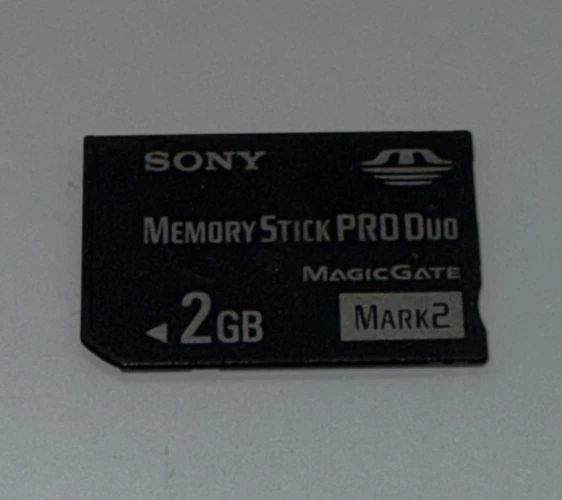 SONY
MEMORY STICK PRO DUO
MAGICGATE
2GB
MARK2